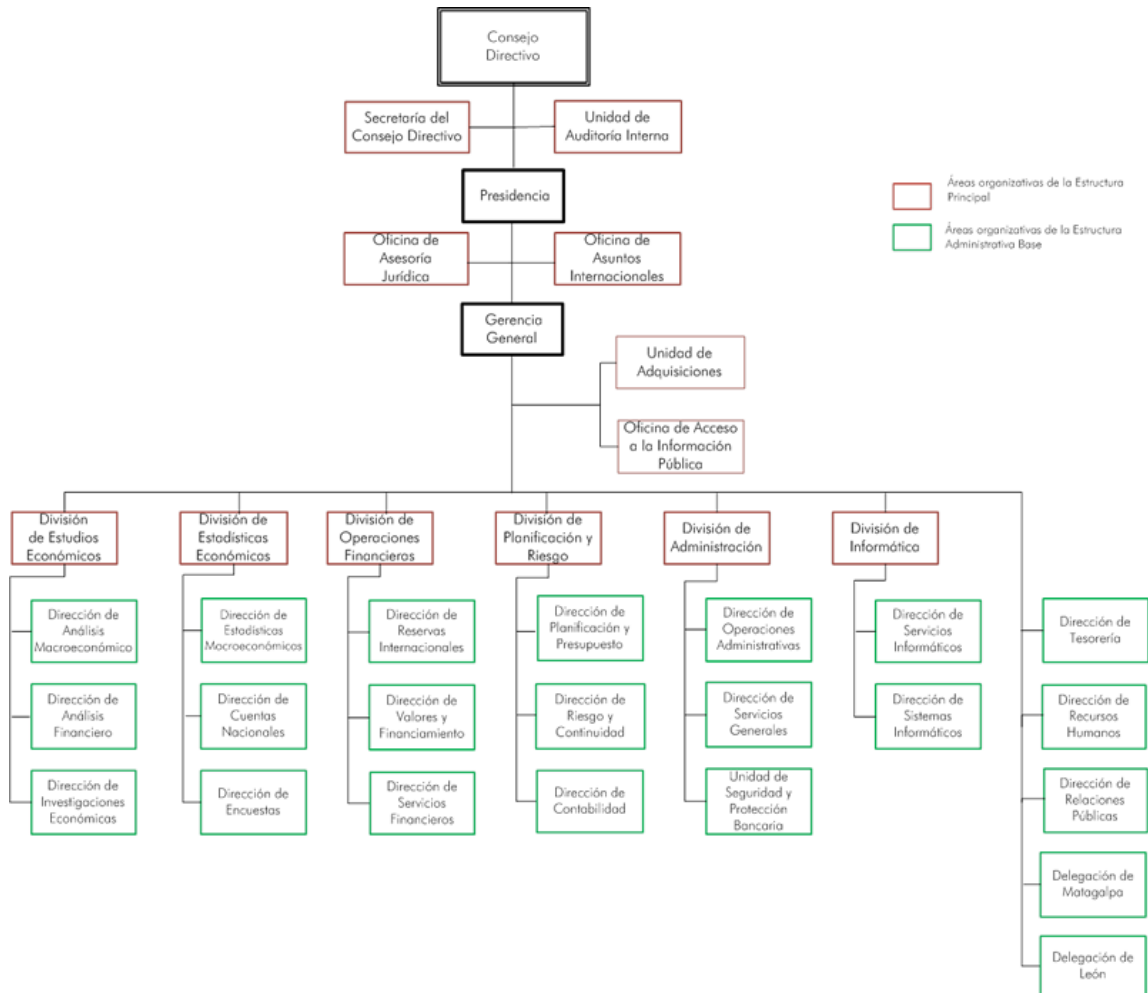 Consejo
Directivo
Secretaría del
Consejo Directivo
Unidad de
Auditoría Interna
Presidencia
Áreas organizativas de la Estructura
Principal
Áreas organizativas de la Estructura
Administrativa Base
Oficina de
Asesoría
Jurídica
Oficina de
Asuntos
Internacionales
Gerencia
General
Unidad de
Adquisiciones
Oficina de Acceso
a la Información
Pública
División
de Estudios
Económicos
División de
Estadísticas
Económicas
División de
Operaciones
Financieros
División de
Planificación y
Riesgo
División de
Administración
División de
Informática
Dirección de
Análisis
Macroeconómico
Dirección de
Estadísticas
Macroeconómicos
Dirección de
Reservas
Internacionales
Dirección de
Planificación y
Presupuesto
Dirección de
Operaciones
Administrativas
Dirección de
Servicios
Informáticos
Dirección de
Tesorería
Dirección de
Análisis
Financiero
Dirección de
Cuentas
Nacionales
Dirección de
Valores y
Financiamiento
Dirección de
Riesgo y
Continuidad
Dirección de
Servicios
Generales
Dirección de
Sistemas
Informáticos
Dirección de
Recursos
Humanos
Dirección de
Investigaciones
Económicas
Dirección de
Encuestas
Dirección de
Servicios
Financieros
Dirección de
Contabilidad
Unidad de
Seguridad y
Protección
Bancaria
Dirección de
Relaciones
Públicas
Delegación de
Matagalpa
Delegación de
León